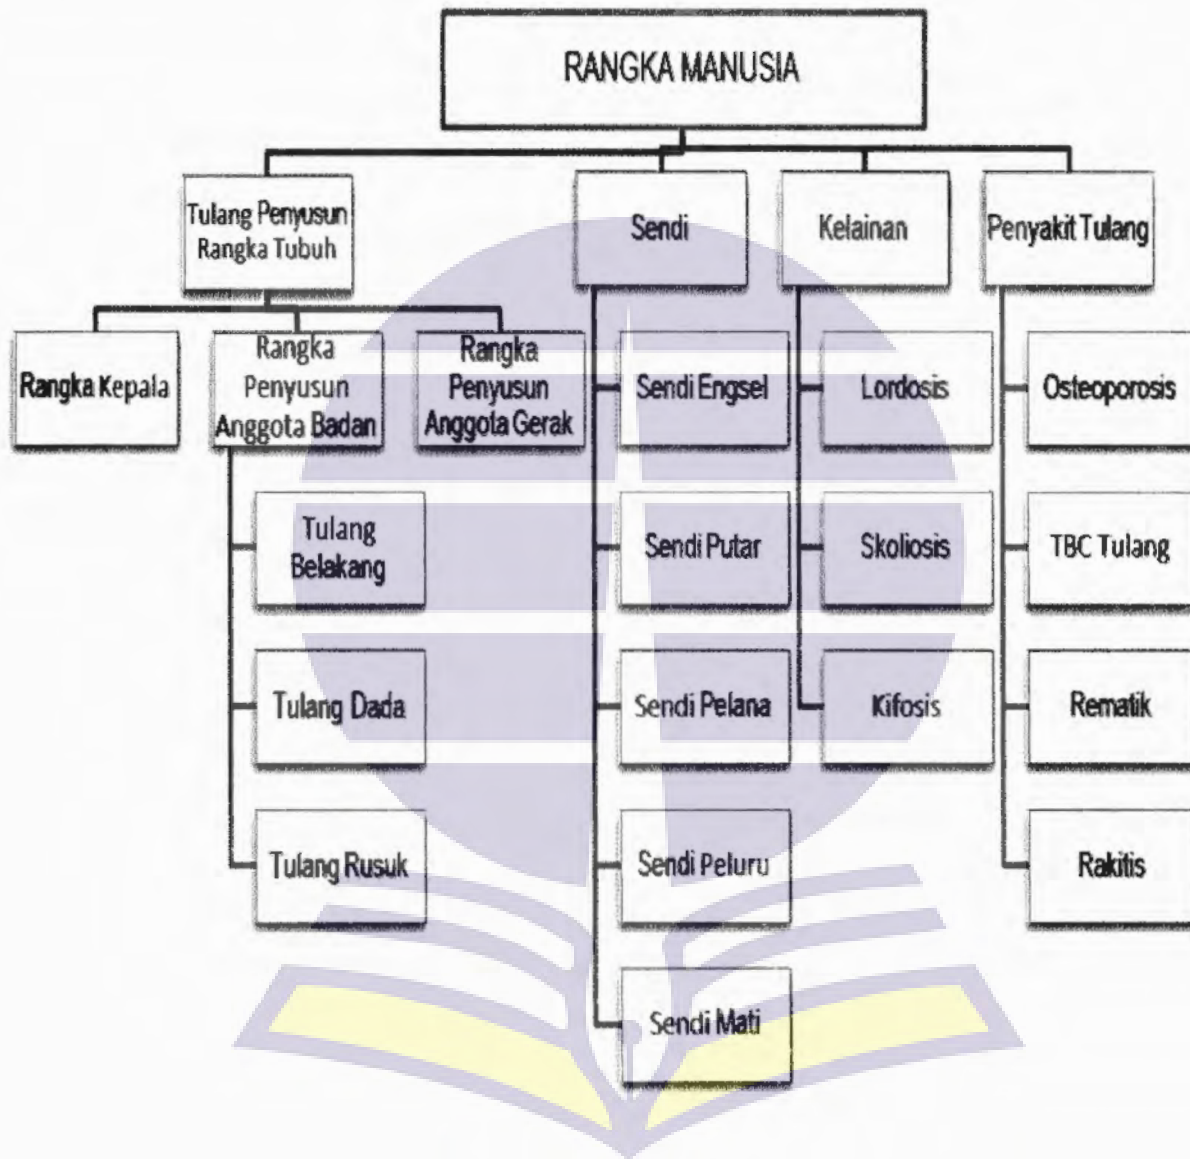 RANGKA MANUSIA
Tulang Penyusun
Rangka Tubuh
Sendi
Kelainan
Penyakit Tulang
Rangka Kepala
Rangka
Penyusun
Anggota Badan
Rangka
Penyusun
Anggota Gerak
Sendi Engsel
Lordosis
Osteoporosis
Tulang
Belakang
Sendi Putar
Skoliosis
TBC Tulang
Tulang Dada
Sendi Pelana
Kifosis
Rematik
Tulang Rusuk
Sendi Peluru
Rakitis
Sendi Mati